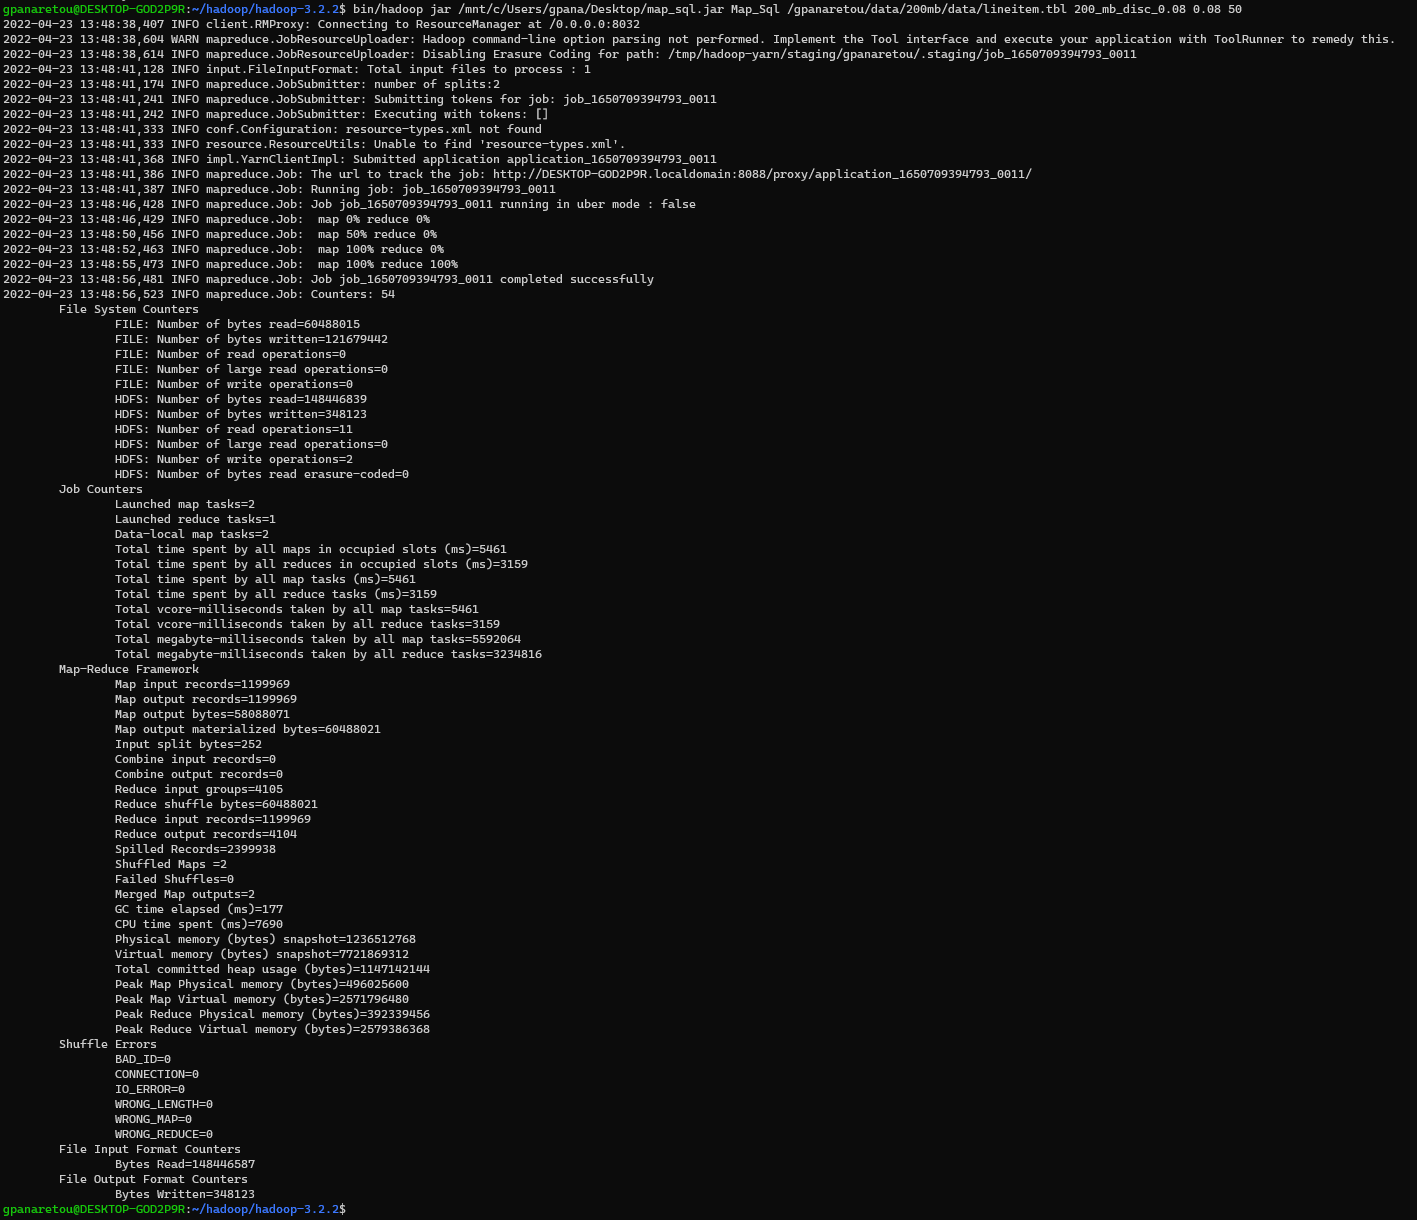 gpanaretou@DESKTOP-GOD2P9R:~/hadoop/hadoop-3.2.2$ bin/hadoop jar /mnt/c/Users/gpana/Desktop/map_sql.jar Map_Sql /gpanaretou/data/200mb/data/lineitem.tbl 200_mb_disc_0.08 0.08 50
2022-04-23 13:48:38,407 INFO client.RMProxy: Connecting to ResourceManager at /0.0.0.0:8032
2022-04-23 13:48:38,604 WARN mapreduce.JobResourceUploader: Hadoop command-line option parsing not performed. Implement the Tool interface and execute your application with ToolRunner to remedy this.
2022-04-23 13:48:38,614 INFO mapreduce.JobResourceUploader: Disabling Erasure Coding for path: /tmp/hadoop-yarn/staging/gpanaretou/.staging/job_1650709394793_0011
2022-04-23 13:48:41,128 INFO input.FileInputFormat: Total input files to process : 1
2022-04-23 13:48:41,174 INFO mapreduce.JobSubmitter: number of splits:2
2022-04-23 13:48:41,241 INFO mapreduce.JobSubmitter: Submitting tokens for job: job_1650709394793_0011
2022-04-23 13:48:41,242 INFO mapreduce.JobSubmitter: Executing with tokens: []
2022-04-23 13:48:41,333 INFO conf.Configuration: resource-types.xml not found
2022-04-23 13:48:41,333 INFO resource.ResourceUtils: Unable to find 'resource-types.xml'.
2022-04-23 13:48:41,368 INFO impl.YarnClientImpl: Submitted application application_1650709394793_0011
2022-04-23 13:48:41,386 INFO mapreduce.Job: The url to track the job: http://DESKTOP-GOD2P9R.localdomain:8088/proxy/application_1650709394793_0011/
2022-04-23 13:48:41,387 INFO mapreduce.Job: Running job: job_1650709394793_0011
2022-04-23 13:48:46,428 INFO mapreduce.Job: Job job_1650709394793_0011 running in uber mode : false
2022-04-23 13:48:46,429 INFO mapreduce.Job:  map 0% reduce 0%
2022-04-23 13:48:50,456 INFO mapreduce.Job:  map 50% reduce 0%
2022-04-23 13:48:52,463 INFO mapreduce.Job:  map 100% reduce 0%
2022-04-23 13:48:55,473 INFO mapreduce.Job:  map 100% reduce 100%
2022-04-23 13:48:56,481 INFO mapreduce.Job: Job job_1650709394793_0011 completed successfully
2022-04-23 13:48:56,523 INFO mapreduce.Job: Counters: 54
File System Counters
FILE: Number of bytes read=60488015
FILE: Number of bytes written=121679442
FILE: Number of read operations=0
FILE: Number of large read operations=0
FILE: Number of write operations=0
HDFS: Number of bytes read=148446839
HDFS: Number of bytes written=348123
HDFS: Number of read operations=11
HDFS: Number of large read operations=0
HDFS: Number of write operations=2
HDFS: Number of bytes read erasure-coded=0
Job Counters
Launched map tasks=2
Launched reduce tasks=1
Data-local map tasks=2
Total time spent by all maps in occupied slots (ms)=5461
Total time spent by all reduces in occupied slots (ms)=3159
Total time spent by all map tasks (ms)=5461
Total time spent by all reduce tasks (ms)=3159
Total vcore-milliseconds taken by all map tasks=5461
Total vcore-milliseconds taken by all reduce tasks=3159
Total megabyte-milliseconds taken by all map tasks=5592064
Total megabyte-milliseconds taken by all reduce tasks=3234816
Map-Reduce Framework
Map input records=1199969
Map output records=1199969
Map output bytes=58088071
Map output materialized bytes=60488021
Input split bytes=252
Combine input records=0
Combine output records=0
Reduce input groups=4105
Reduce shuffle bytes=60488021
Reduce input records=1199969
Reduce output records=4104
Spilled Records=2399938
Shuffled Maps =2
Failed Shuffles=0
Merged Map outputs=2
GC time elapsed (ms)=177
CPU time spent (ms)=7690
Physical memory (bytes) snapshot=1236512768
Virtual memory (bytes) snapshot=7721869312
Total committed heap usage (bytes)=1147142144
Peak Map Physical memory (bytes)=496025600
Peak Map Virtual memory (bytes)=2571796480
Peak Reduce Physical memory (bytes)=392339456
Peak Reduce Virtual memory (bytes)=2579386368
Shuffle Errors
BAD_ID=0
CONNECTION=0
IO_ERROR=0
WRONG_LENGTH=0
WRONG_MAP=0
WRONG_REDUCE=0
File Input Format Counters
Bytes Read=148446587
File Output Format Counters
Bytes Written=348123
gpanaretou@DESKTOP-GOD2P9R:~/hadoop/hadoop-3.2.2$